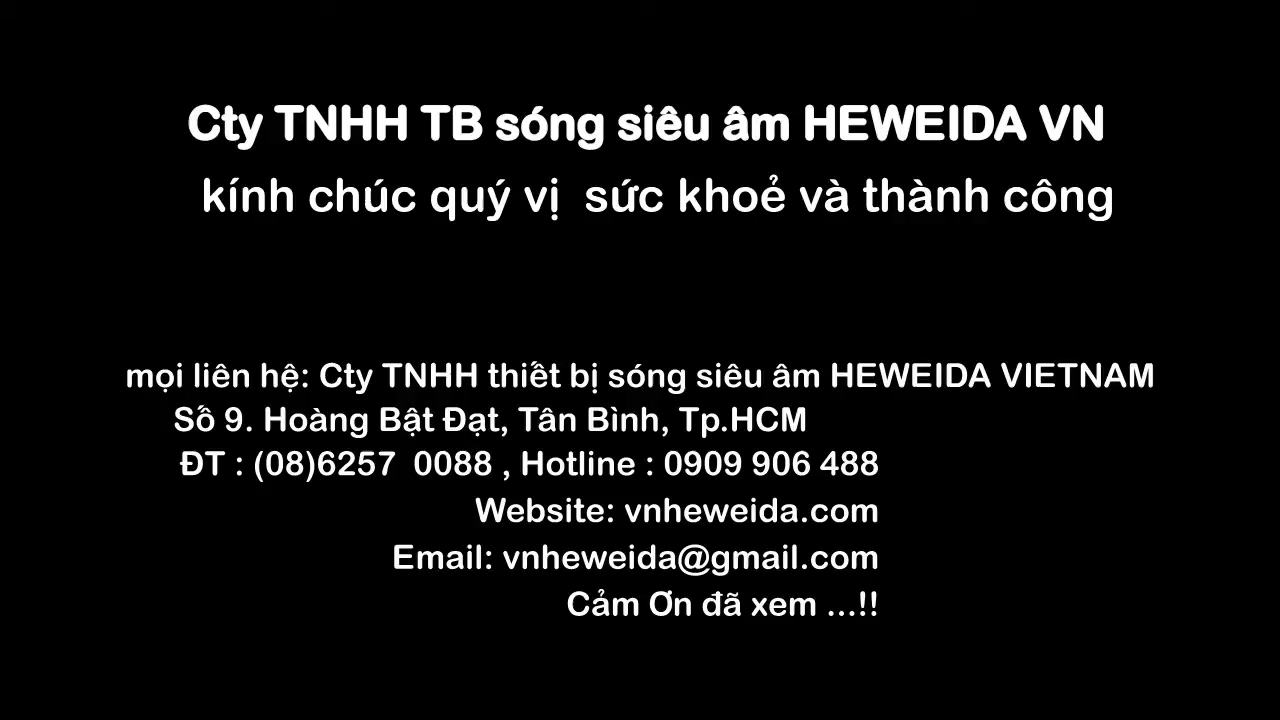 Cty TNHH TB sóng siêu âm HEWEIDA VN
kính chúc quý vị sức khoẻ và thành công
mọi liên hệ: Cty TNHH thiết bị sóng siêu âm HEWEIDA VIETNAM
Số 9. Hoàng Bật Đạt, Tân Bình, Tp.HCM
ĐT : (08)6257 0088 , Hotline : 0909 906 488
Website: vnheweida.com
Email: vnheweida@gmail.com
Cảm Ơn đã xem ...!!